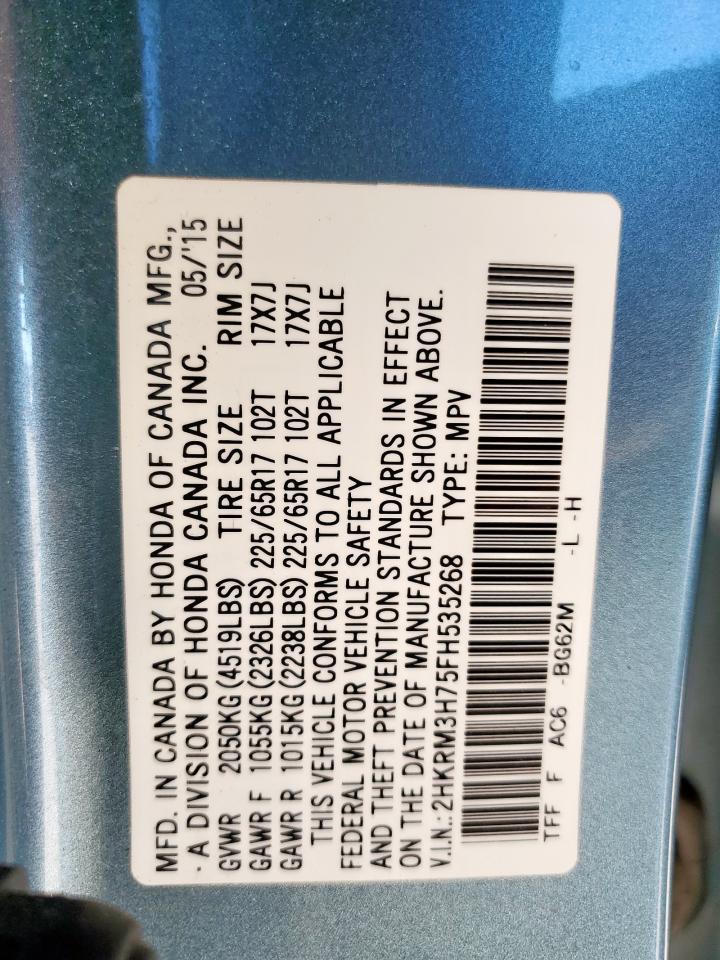 MFD. IN CANADA BY HONDA OF CANADA MFG.,
A DIVISION OF HONDA CANADA INC. 05/'15
GVWR 2050KG (4519LBS) TIRE SIZE RIM SIZE
GAWR F 1055KG (2326LBS) 225/65R17 102T 17X7J
GAWR R 1015KG (2238LBS) 225/65R17 102T 17X7J
THIS VEHICLE CONFORMS TO ALL APPLICABLE
FEDERAL MOTOR VEHICLE SAFETY
AND THEFT PREVENTION STANDARDS IN EFFECT
ON THE DATE OF MANUFACTURE SHOWN ABOVE.
V.I.N.: 2HKRM3H75FH535268 TYPE: MPV
TFF F AC6 -BG62M -L -H